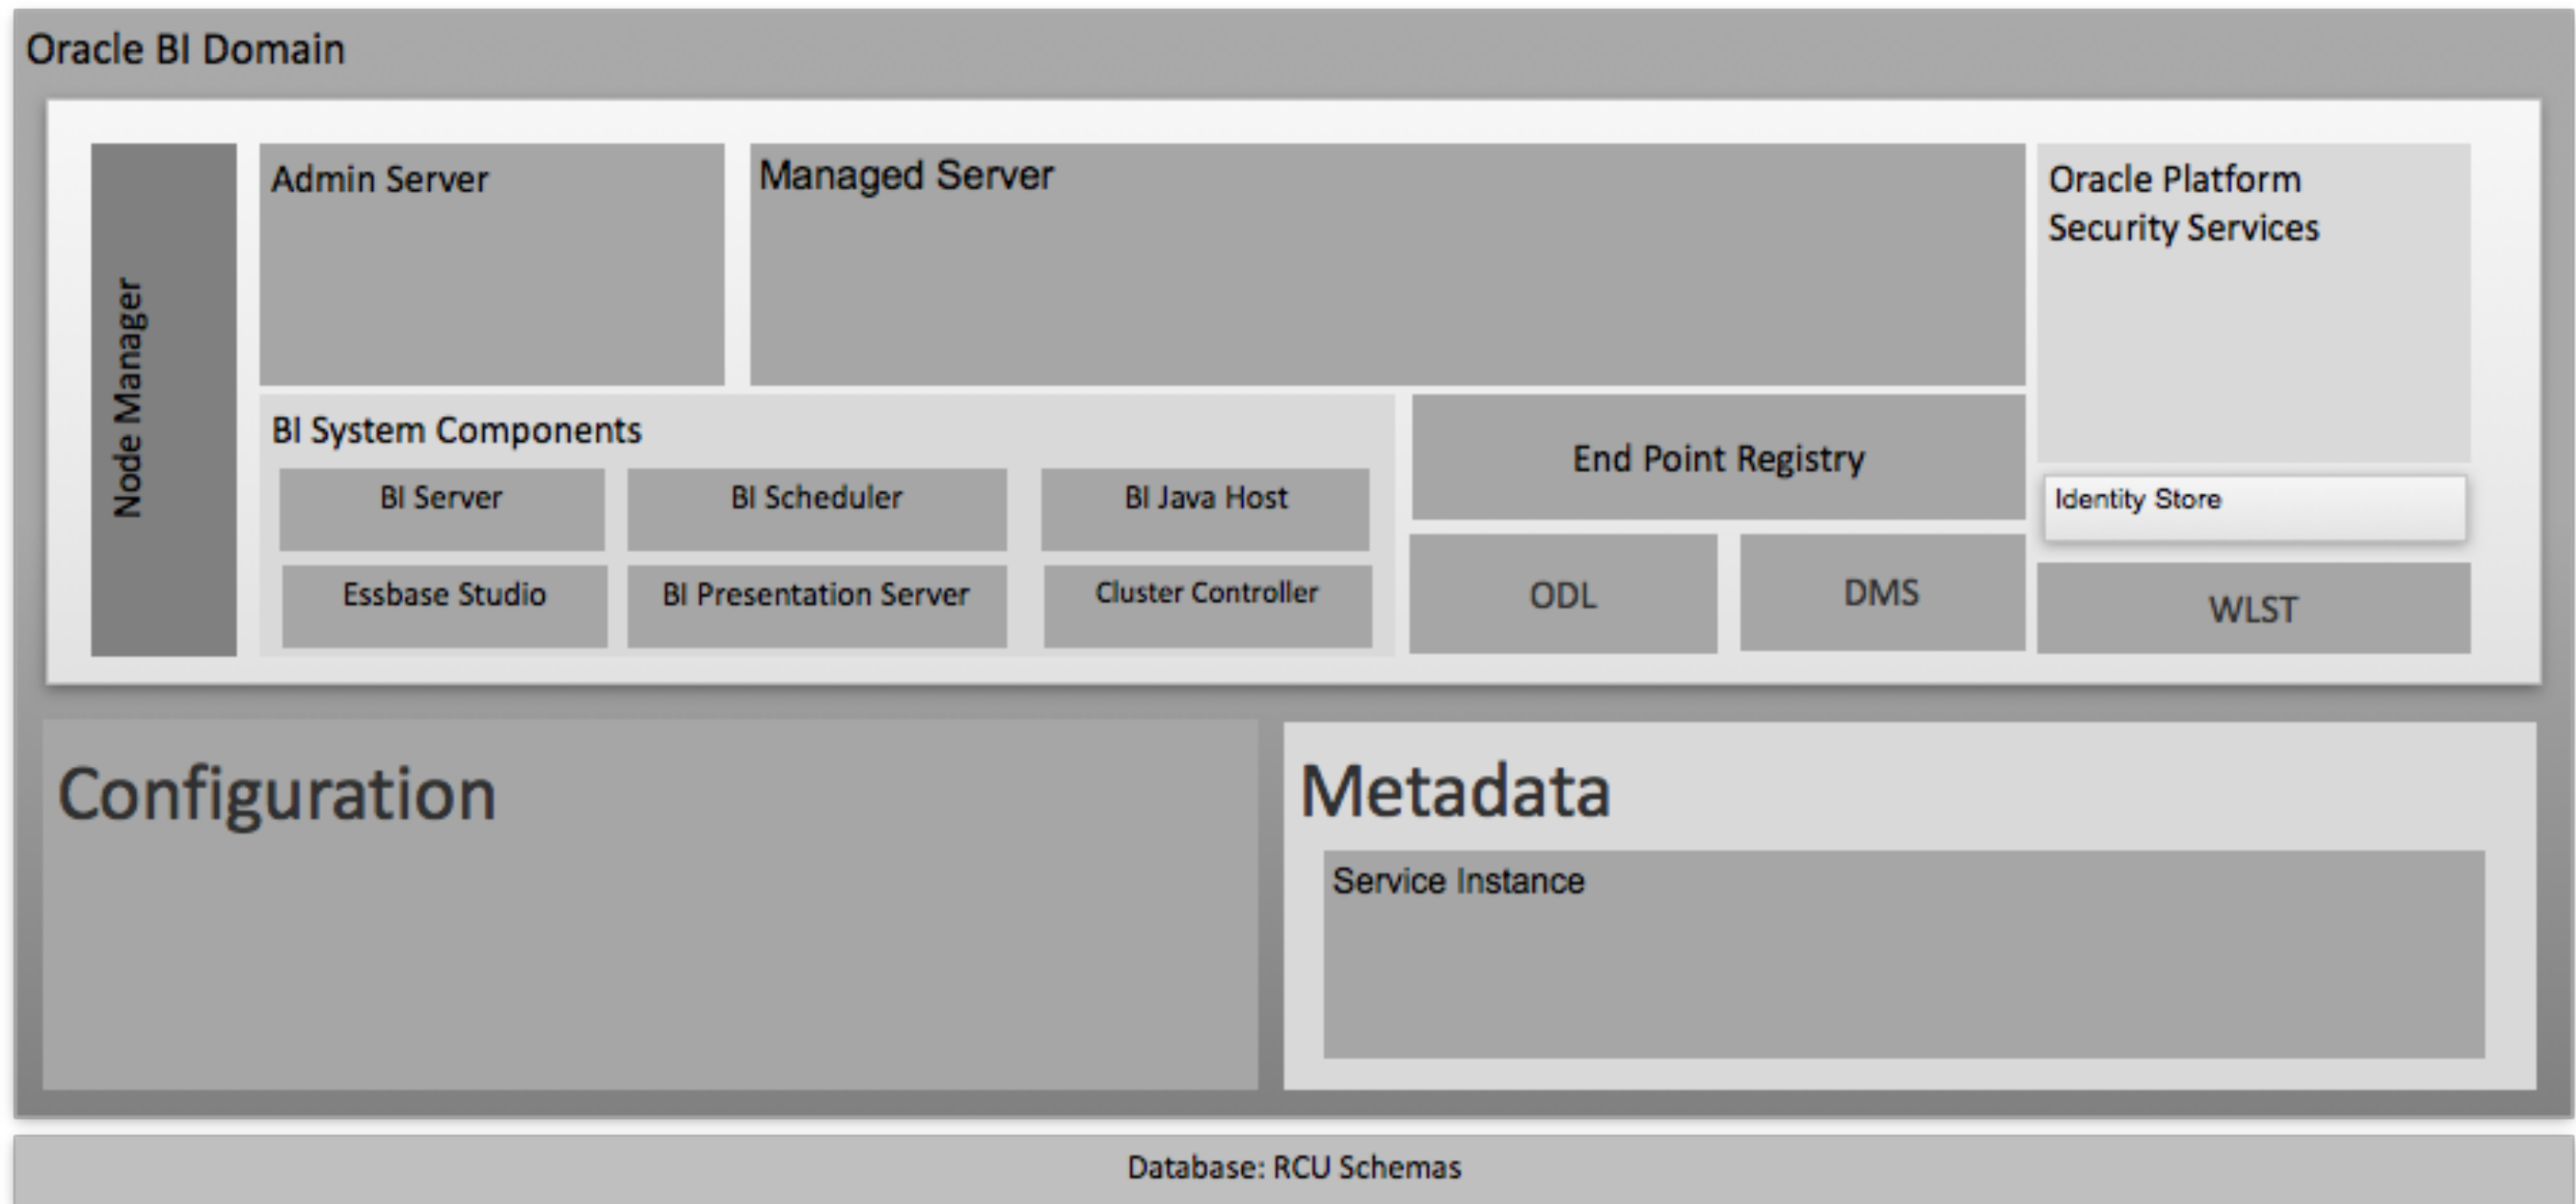 Oracle BI Domain
Node Manager
Admin Server
Managed Server
Oracle Platform
Security Services
BI System Components
BI Server
BI Scheduler
BI Java Host
Essbase Studio
BI Presentation Server
Cluster Controller
End Point Registry
ODL
DMS
Identity Store
WLST
Configuration
Metadata
Service Instance
Database: RCU Schemas